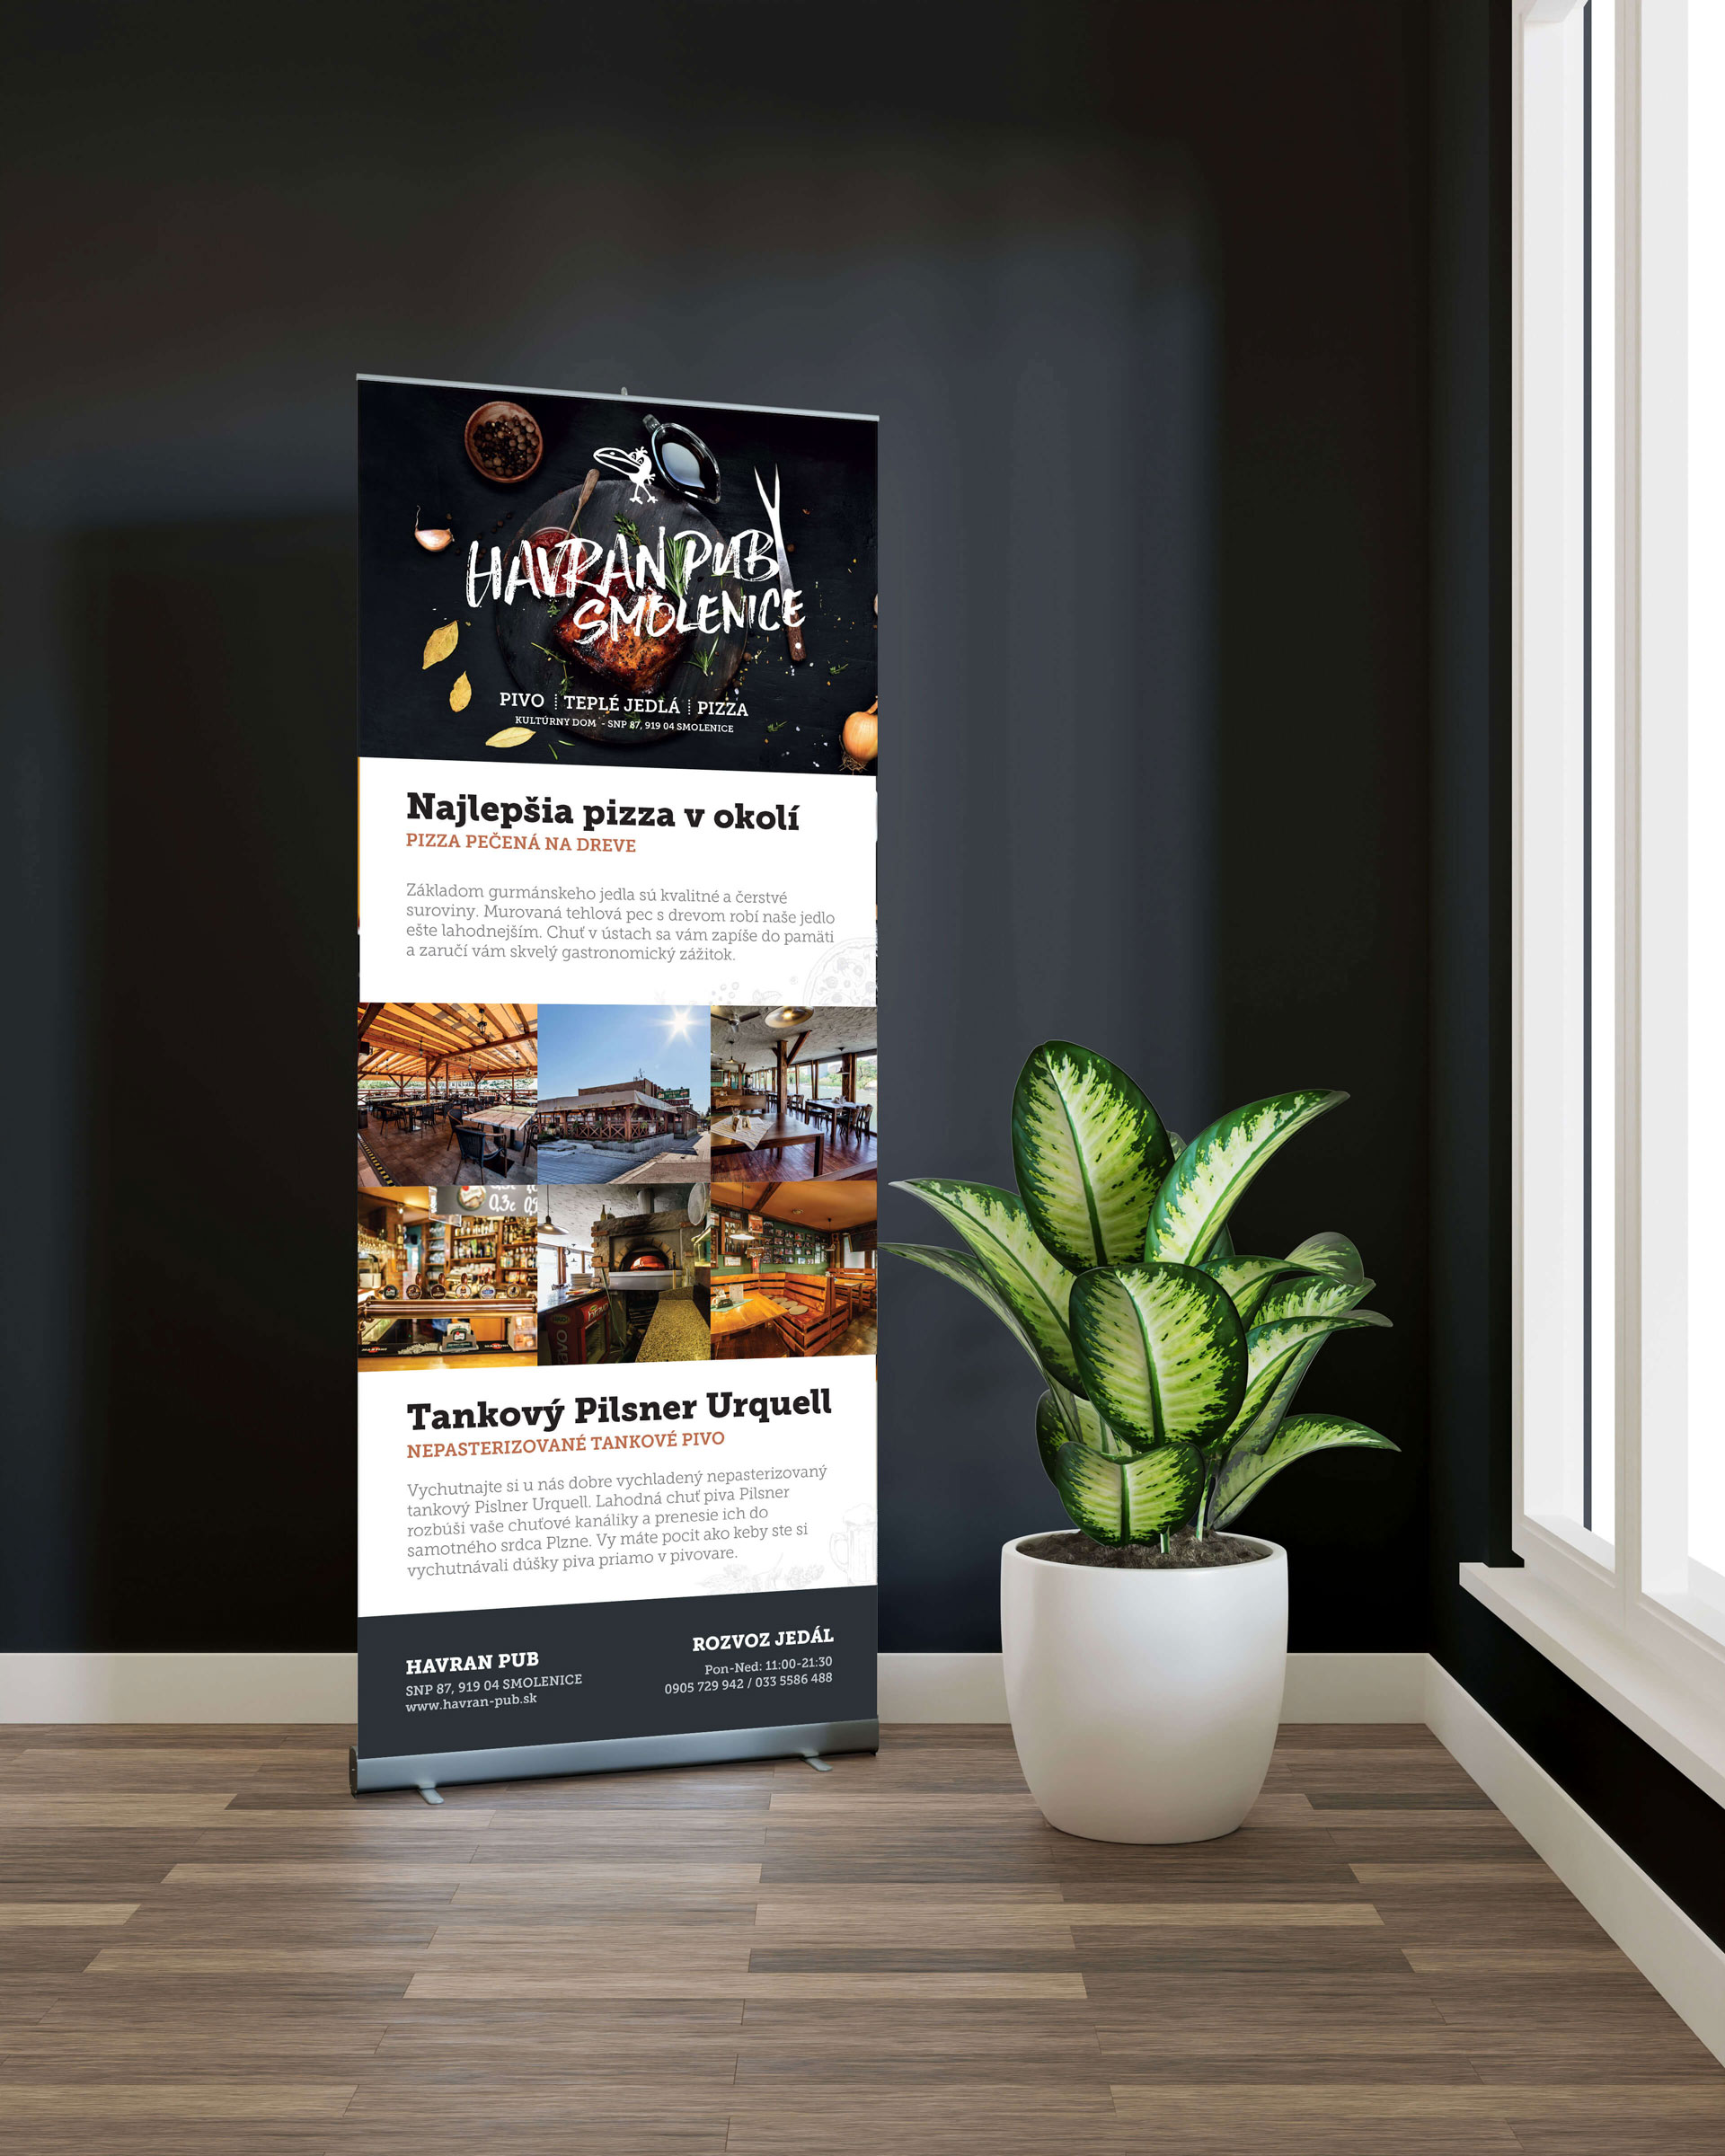 HAVRAN PUB
SMOLENICE
PIVO ┊ TEPLÉ JEDLÁ ┊ PIZZA
KULTÚRNY DOM - SNP 87, 919 04 SMOLENICE
Najlepšia pizza v okolí
PIZZA PEČENÁ NA DREVE
Základom gurmánskeho jedla sú kvalitné a čerstvé
suroviny. Murovaná tehlová pec s drevom robí naše jedlo
ešte lahodnejším. Chuť v ústach sa vám zapíše do pamäti
a zaručí vám skvelý gastronomický zážitok.
0,3c
Tankový Pilsner Urquell
NEPASTERIZOVANÉ TANKOVÉ PIVO
Vychutnajte si u nás dobre vychladený nepasterizovaný
tankový Pislner Urquell. Lahodná chuť piva Pilsner
rozbúši vaše chuťové kanáliky a prenesie ich do
samotného srdca Plzne. Vy máte pocit ako keby ste si
vychutnávali dúšky piva priamo v pivovare.
HAVRAN PUB
SNP 87, 919 04 SMOLENICE
www.havran-pub.sk
ROZVOZ JEDÁL
Pon-Ned: 11:00-21:30
0905 729 942 / 033 5586 488